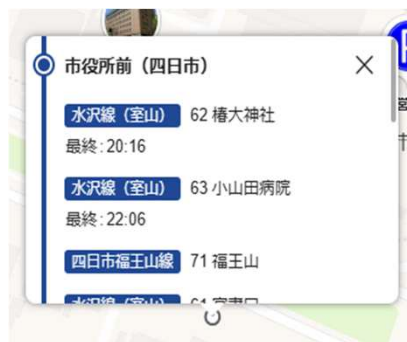 市役所前（四日市）
水沢線（室山） 62 椿大神社
最終: 20:16
水沢線（室山） 63 小山田病院
最終: 22:06
四日市福王山線 71 福王山